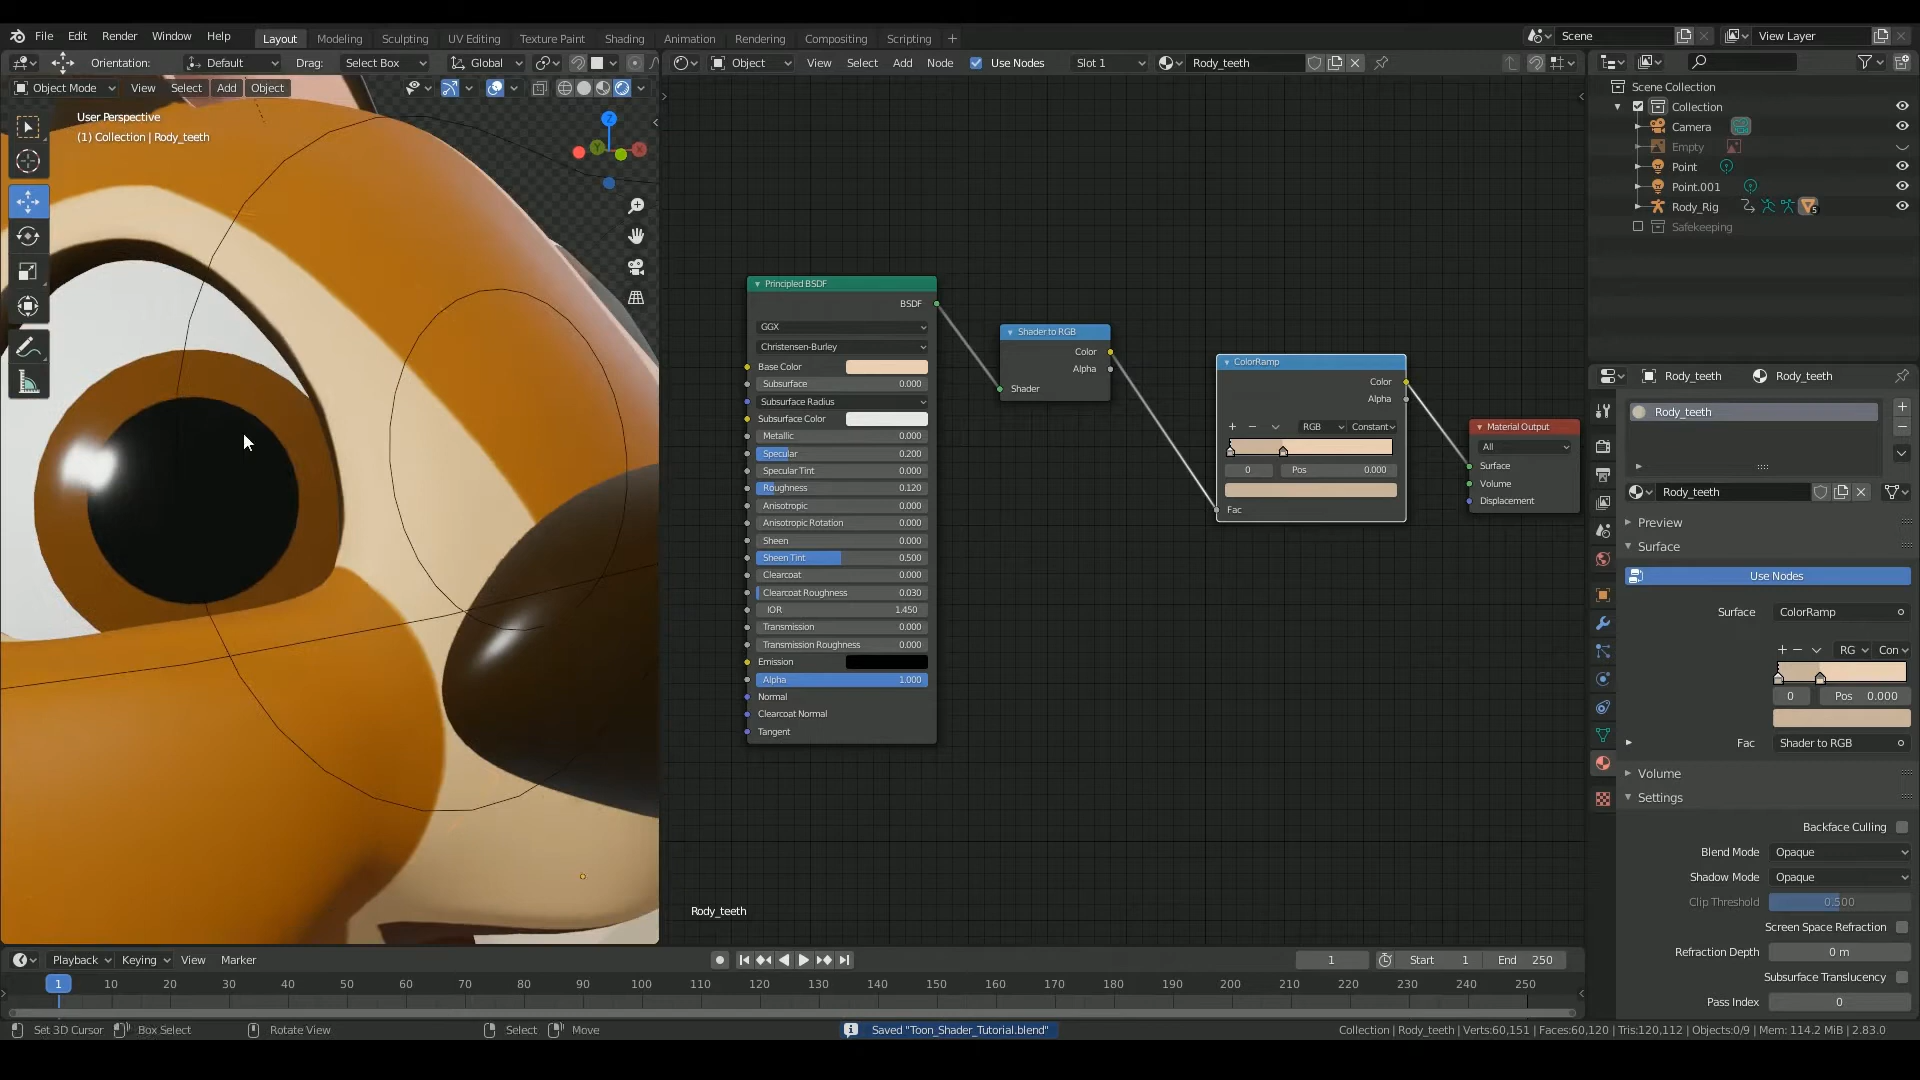 File Edit Render Window Help Layout Modeling Sculpting UV Editing Texture Paint Shading Animation Rendering Compositing Scripting + Scene View Layer
Orientation: Default Drag: Select Box Global Object View Select Add Node Use Nodes Slot 1 Rody_teeth
Object Mode View Select Add Object
User Perspective
(1) Collection | Rody_teeth
Z
Y
X
Scene Collection
Collection
Camera
Empty
Point
Point.001
Rody_Rig 5
Safekeeping
Principled BSDF
BSDF
GGX
Christensen-Burley
Base Color
Subsurface 0.000
Subsurface Radius
Subsurface Color
Metallic 0.000
Specular 0.200
Specular Tint 0.000
Roughness 0.120
Anisotropic 0.000
Anisotropic Rotation 0.000
Sheen 0.000
Sheen Tint 0.500
Clearcoat 0.000
Clearcoat Roughness 0.030
IOR 1.450
Transmission 0.000
Transmission Roughness 0.000
Emission
Alpha 1.000
Normal
Clearcoat Normal
Tangent
Shader to RGB
Color
Alpha
Shader
ColorRamp
Color
Alpha
+ − RGB Constant
0 Pos 0.000
Fac
Material Output
All
Surface
Volume
Displacement
Rody_teeth
Rody_teeth Rody_teeth
Rody_teeth
Rody_teeth
Preview
Surface
Use Nodes
Surface ColorRamp
+ − RG Con
0 Pos 0.000
Fac Shader to RGB
Volume
Settings
Backface Culling
Blend Mode Opaque
Shadow Mode Opaque
Clip Threshold 0.500
Screen Space Refraction
Refraction Depth 0 m
Subsurface Translucency
Pass Index 0
Playback Keying View Marker 1 Start 1 End 250
1 10 20 30 40 50 60 70 80 90 100 110 120 130 140 150 160 170 180 190 200 210 220 230 240 250
Set 3D Cursor Box Select Rotate View Select Move Saved "Toon_Shader_Tutorial.blend" Collection | Rody_teeth | Verts:60,151 | Faces:60,120 | Tris:120,112 | Objects:0/9 | Mem: 114.2 MiB | 2.83.0